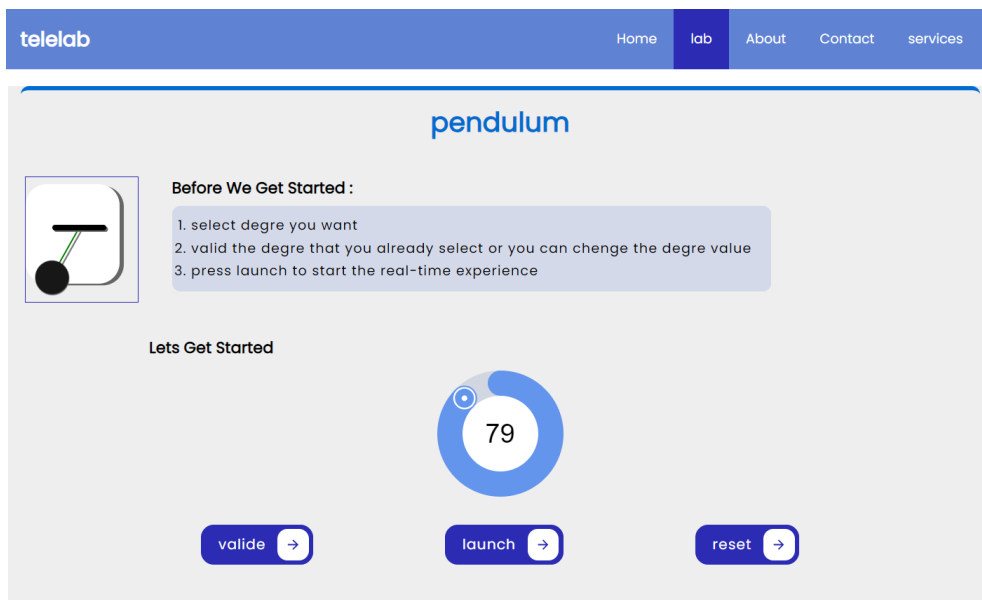 telelab
Home lab About Contact services
pendulum
Before We Get Started :
1. select degre you want
2. valid the degre that you already select or you can chenge the degre value
3. press launch to start the real-time experience
Lets Get Started
79
valide → launch → reset →